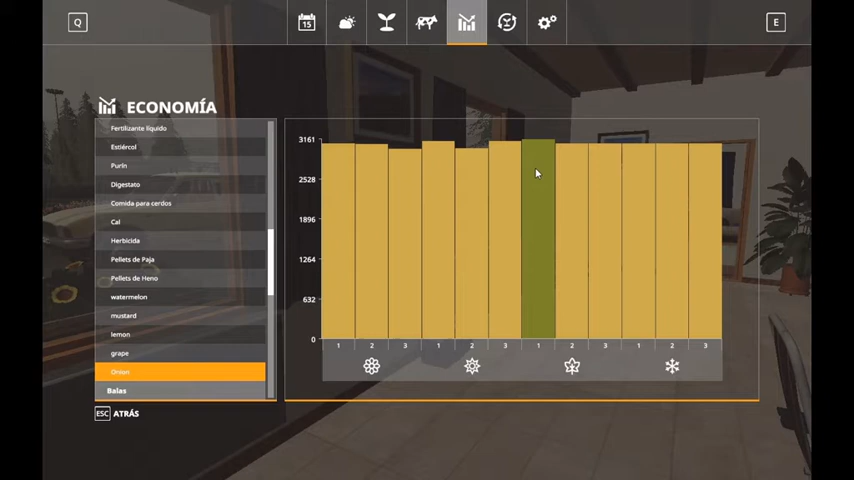 Q
15
E
ECONOMÍA
Fertilizante líquido
Estiércol
Purín
Digestato
Comida para cerdos
Cal
Herbicida
Pellets de Paja
Pellets de Heno
watermelon
mustard
lemon
grape
Onion
Balas
3161
2528
1896
1264
632
0
1 2 3 1 2 3 1 2 3 1 2 3
ESC ATRÁS